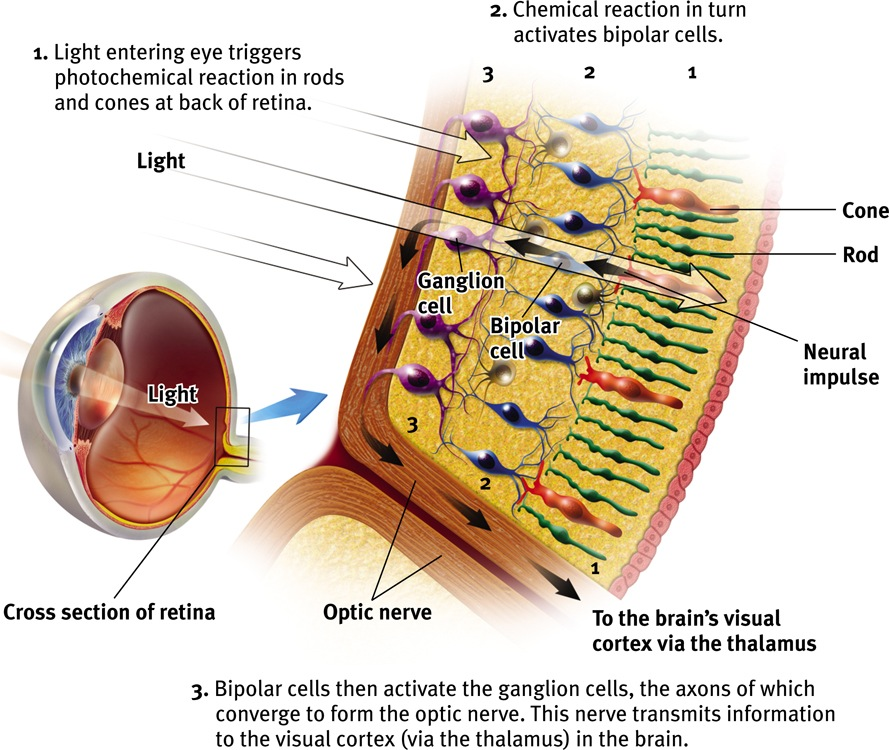 2. Chemical reaction in turn
activates bipolar cells.
1. Light entering eye triggers
photochemical reaction in rods
and cones at back of retina.
3 2 1
Light
Cone
Rod
Ganglion
cell
Bipolar
cell
Neural
impulse
Light
3
2
1
Cross section of retina
Optic nerve
To the brain’s visual
cortex via the thalamus
3. Bipolar cells then activate the ganglion cells, the axons of which
converge to form the optic nerve. This nerve transmits information
to the visual cortex (via the thalamus) in the brain.